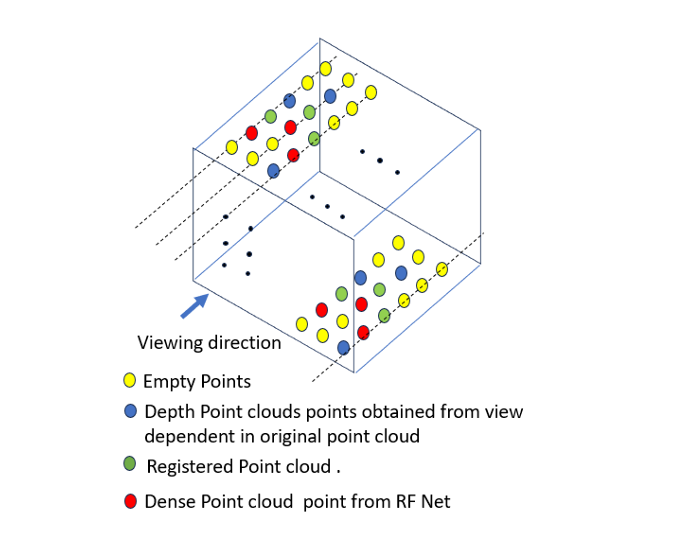 Viewing direction
Empty Points
Depth Point clouds points obtained from view
dependent in original point cloud
Registered Point cloud .
Dense Point cloud  point from RF Net